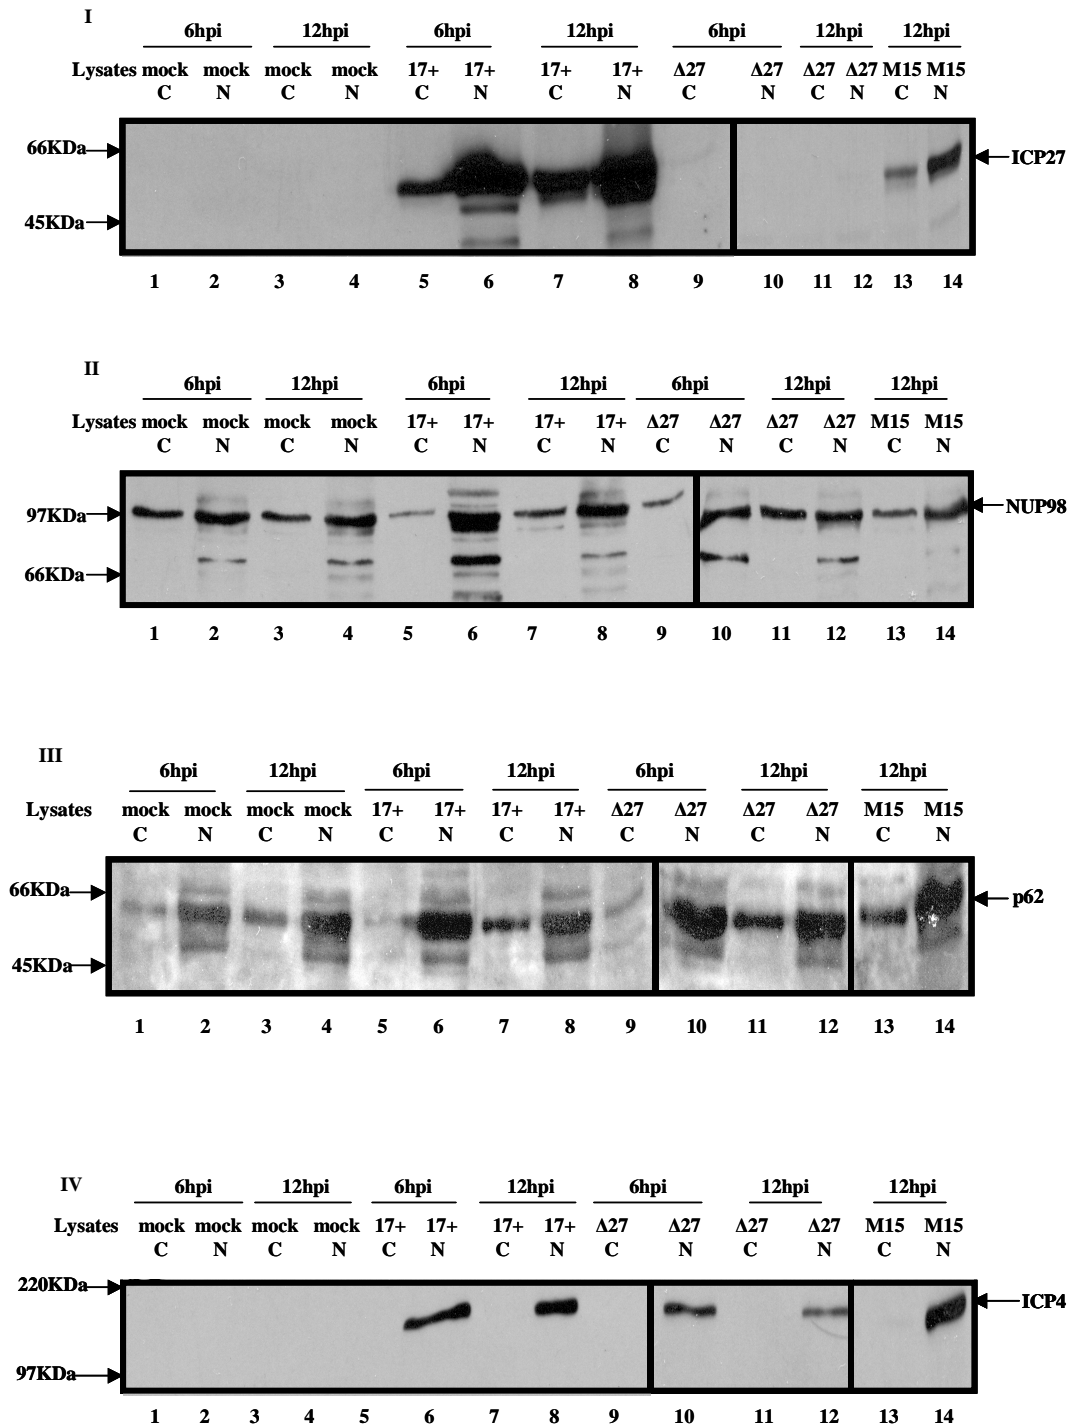 I
6hpi 12hpi 6hpi 12hpi 6hpi 12hpi 12hpi
Lysates mock mock mock mock 17+ 17+ 17+ 17+ Δ27 Δ27 Δ27 Δ27 M15 M15
C N C N C N C N C N C N C N
66KDa
ICP27
45KDa
1 2 3 4 5 6 7 8 9 10 11 12 13 14
II
6hpi 12hpi 6hpi 12hpi 6hpi 12hpi 12hpi
Lysates mock mock mock mock 17+ 17+ 17+ 17+ Δ27 Δ27 Δ27 Δ27 M15 M15
C N C N C N C N C N C N C N
97KDa
NUP98
66KDa
1 2 3 4 5 6 7 8 9 10 11 12 13 14
III
6hpi 12hpi 6hpi 12hpi 6hpi 12hpi 12hpi
Lysates mock mock mock mock 17+ 17+ 17+ 17+ Δ27 Δ27 Δ27 Δ27 M15 M15
C N C N C N C N C N C N C N
66KDa
p62
45KDa
1 2 3 4 5 6 7 8 9 10 11 12 13 14
IV
6hpi 12hpi 6hpi 12hpi 6hpi 12hpi 12hpi
Lysates mock mock mock mock 17+ 17+ 17+ 17+ Δ27 Δ27 Δ27 Δ27 M15 M15
C N C N C N C N C N C N C N
220KDa
ICP4
97KDa
1 2 3 4 5 6 7 8 9 10 11 12 13 14